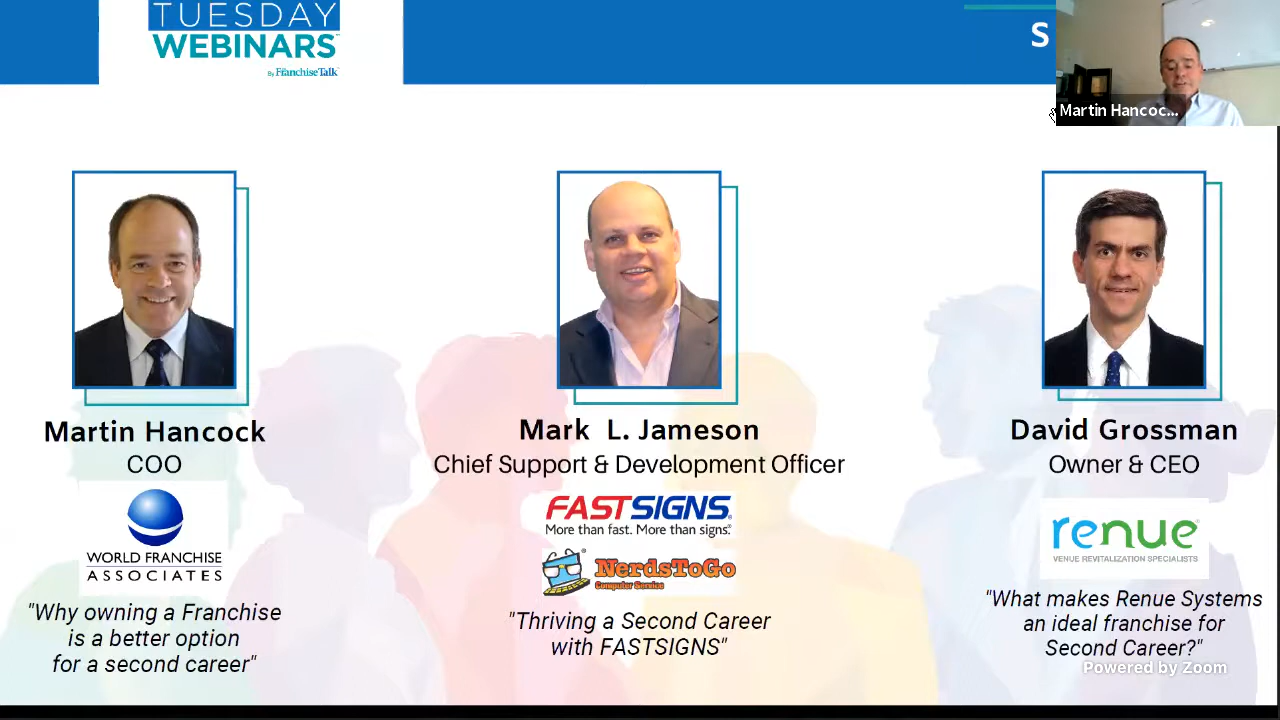 TUESDAY
WEBINARS™
By FranchiseTalk
S
Martin Hancoc...
Martin Hancock
COO
WORLD FRANCHISE
ASSOCIATES
"Why owning a Franchise
is a better option
for a second career"
Mark L. Jameson
Chief Support & Development Officer
FASTSIGNS®
More than fast. More than signs®
NerdsToGo®
Computer Service
"Thriving a Second Career
with FASTSIGNS"
David Grossman
Owner & CEO
renue®
VENUE REVITALIZATION SPECIALISTS
"What makes Renue Systems
an ideal franchise for
Second Career?"
Powered by Zoom